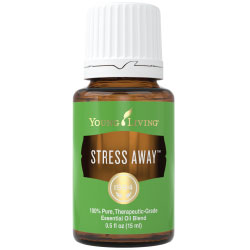 YOUNG LIVING
STRESS AWAY™
100% Pure, Therapeutic-Grade
Essential Oil Blend
0.5 fl oz (15 ml)